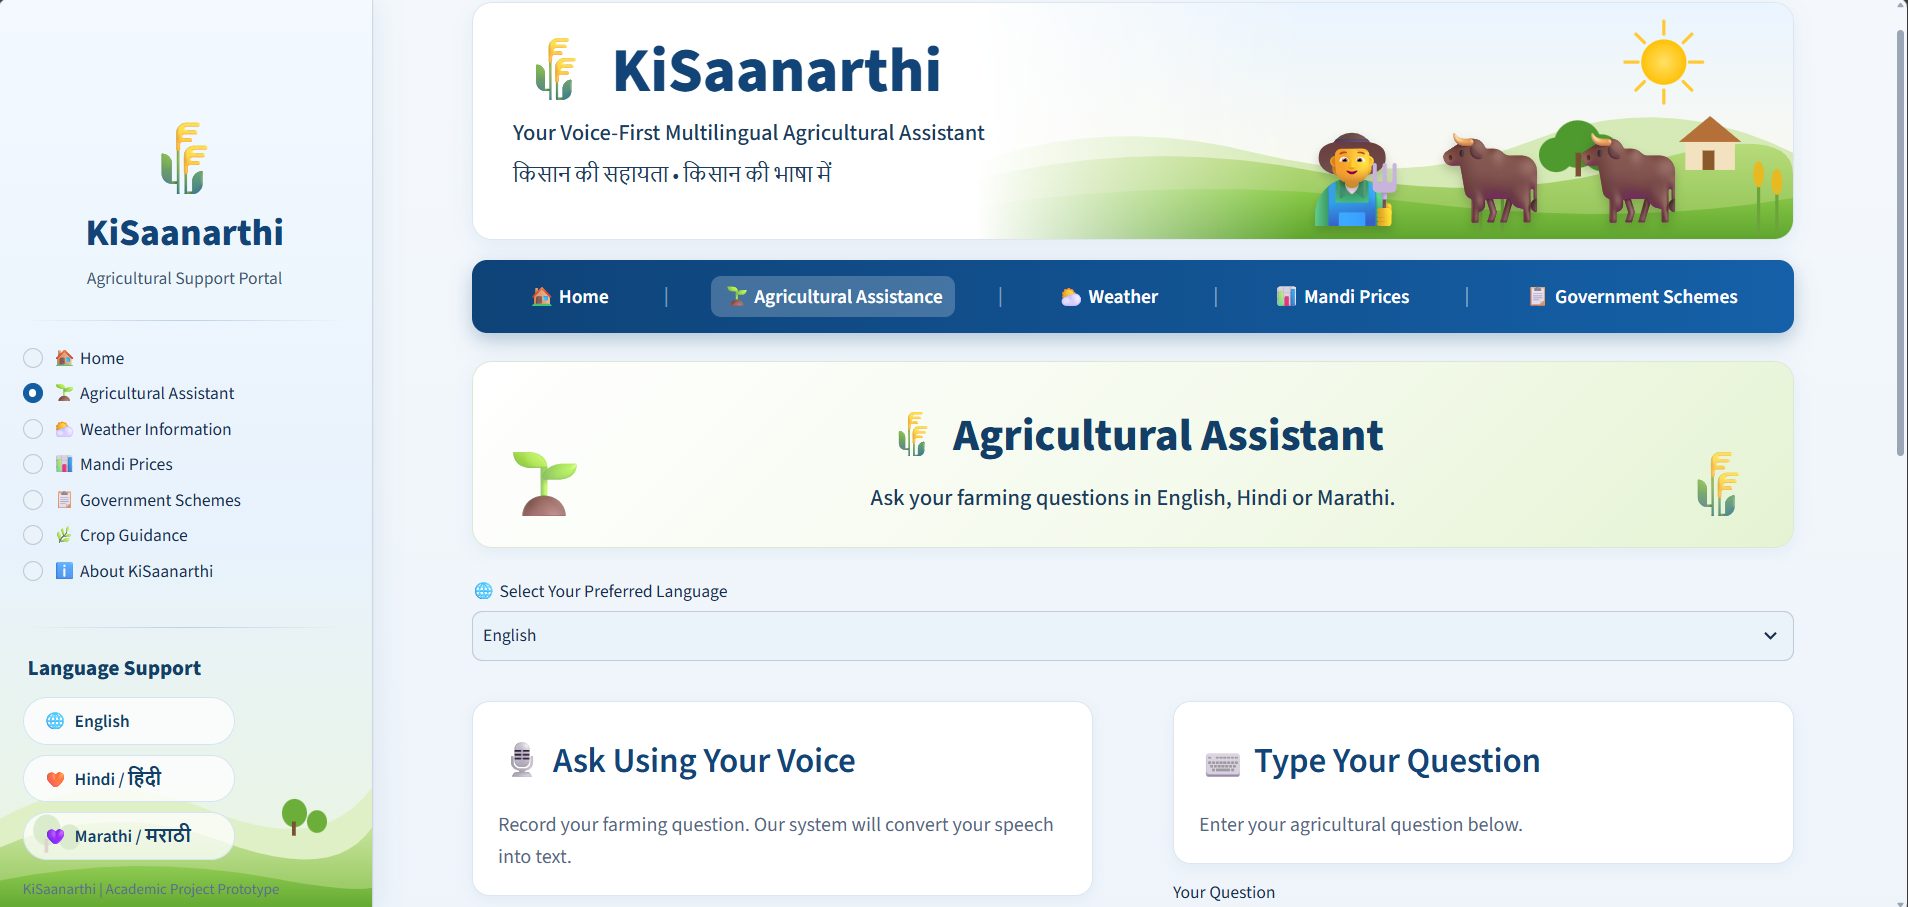 KiSaanarthi
Agricultural Support Portal
Home
Agricultural Assistant
Weather Information
Mandi Prices
Government Schemes
Crop Guidance
About KiSaanarthi
Language Support
English
Hindi / हिंदी
Marathi / मराठी
KiSaanarthi | Academic Project Prototype
KiSaanarthi
Your Voice-First Multilingual Agricultural Assistant
किसान की सहायता • किसान की भाषा में
Home | Agricultural Assistance | Weather | Mandi Prices | Government Schemes
Agricultural Assistant
Ask your farming questions in English, Hindi or Marathi.
Select Your Preferred Language
English
Ask Using Your Voice
Record your farming question. Our system will convert your speech
into text.
Type Your Question
Enter your agricultural question below.
Your Question